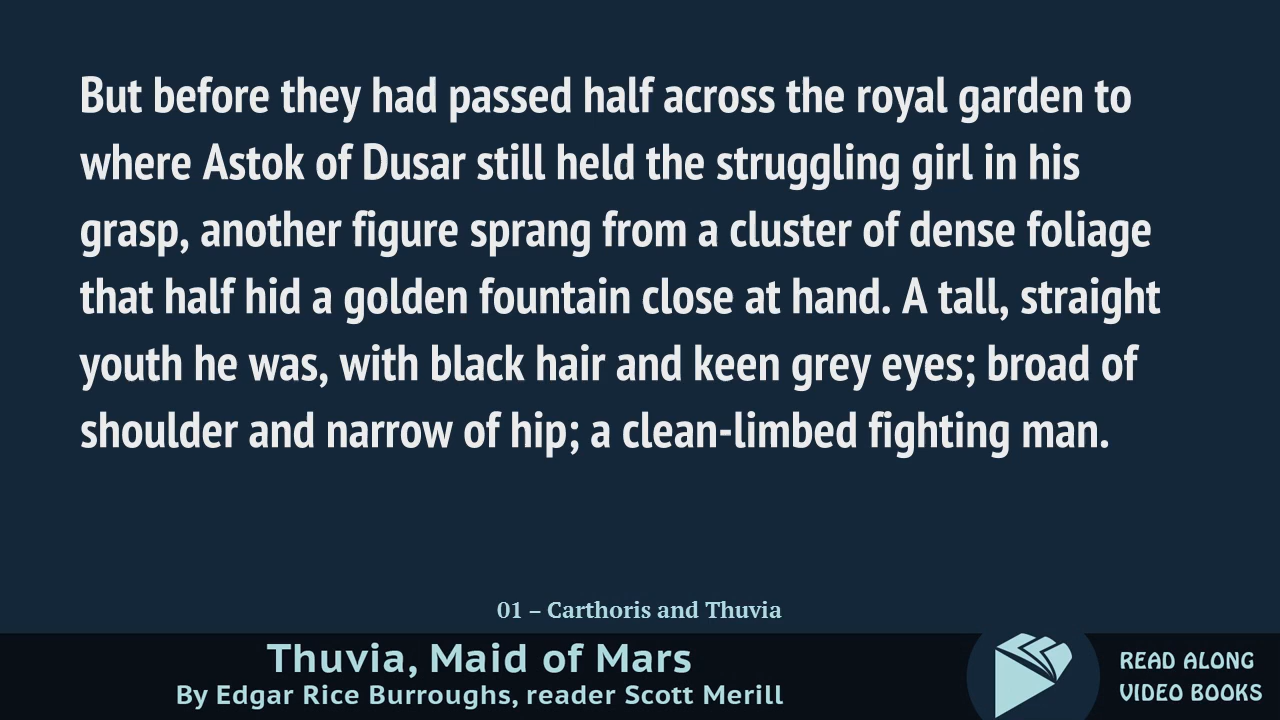 But before they had passed half across the royal garden to
where Astok of Dusar still held the struggling girl in his
grasp, another figure sprang from a cluster of dense foliage
that half hid a golden fountain close at hand. A tall, straight
youth he was, with black hair and keen grey eyes; broad of
shoulder and narrow of hip; a clean-limbed fighting man.
01 – Carthoris and Thuvia
Thuvia, Maid of Mars
By Edgar Rice Burroughs, reader Scott Merill
READ ALONG
VIDEO BOOKS